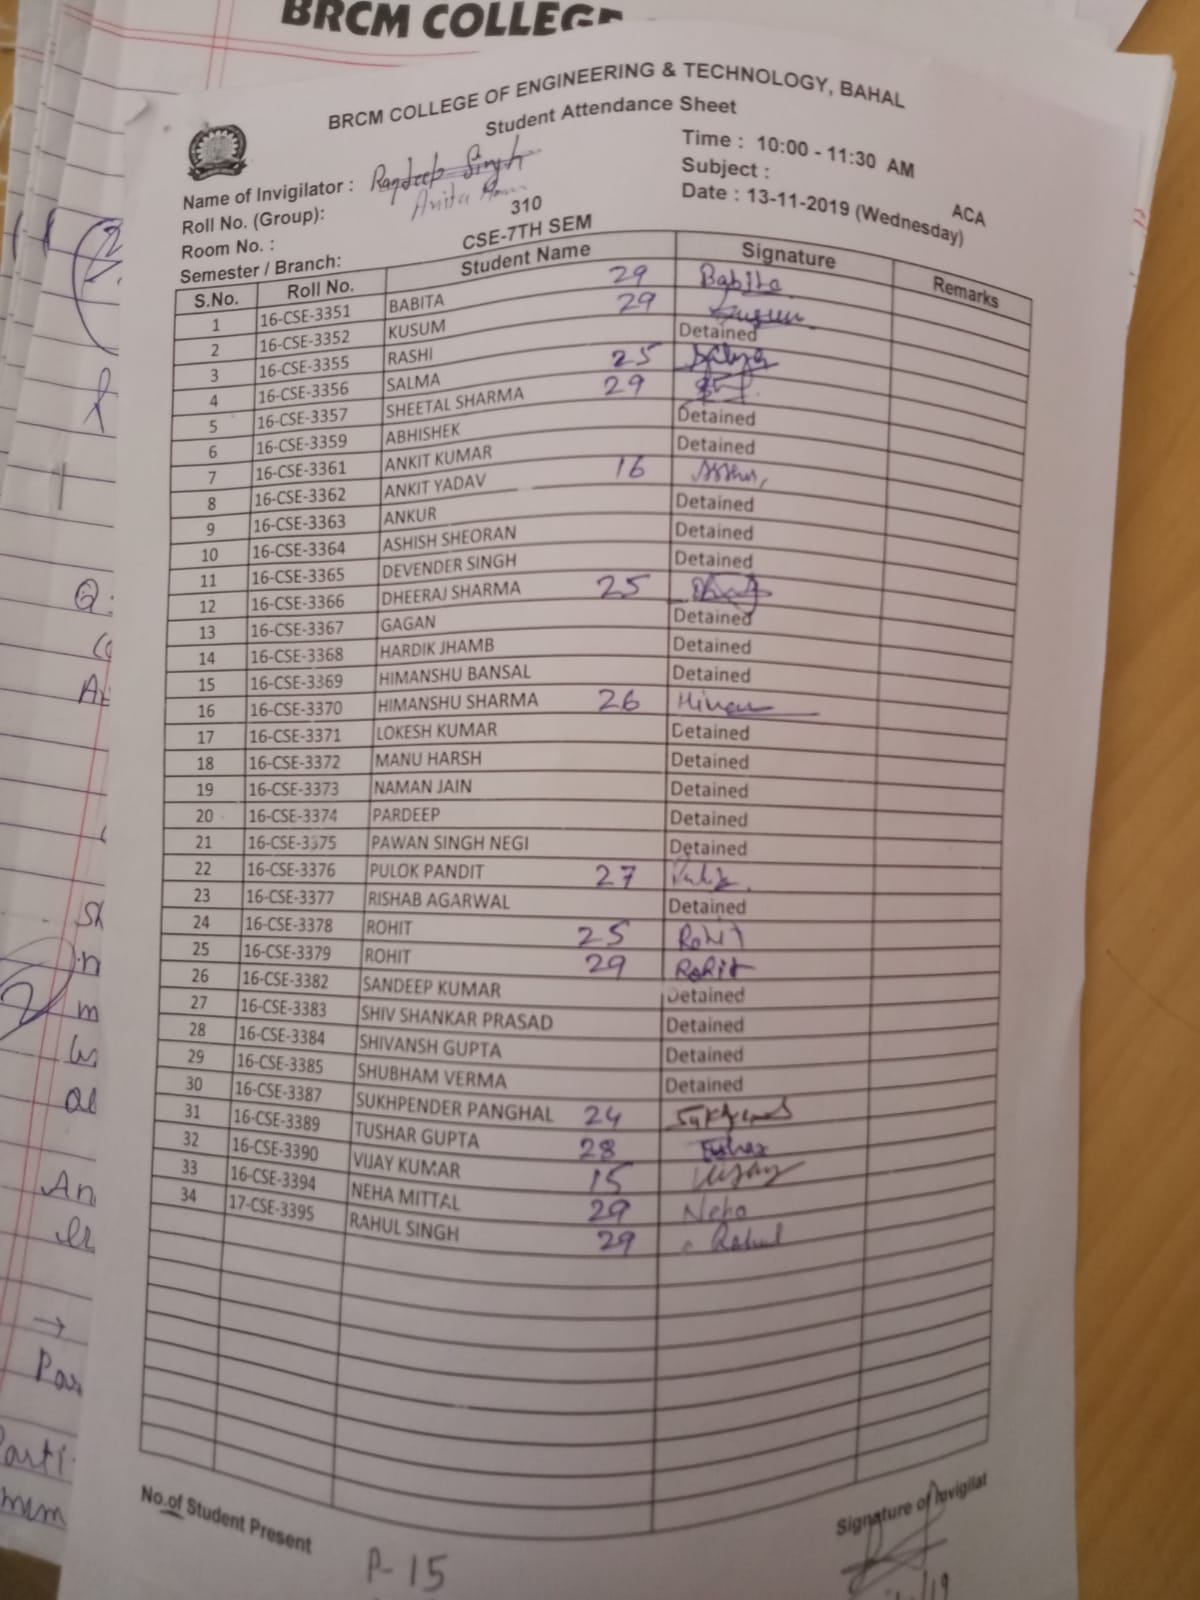 BRCM COLLEGE
BRCM COLLEGE OF ENGINEERING & TECHNOLOGY, BAHAL
Student Attendance Sheet
Name of Invigilator : Randeep Singh
Anita
Time : 10:00 - 11:30 AM
Roll No. (Group):
Subject : ACA
Room No. : 310
Date : 13-11-2019 (Wednesday)
Semester / Branch: CSE-7TH SEM
S.No. Roll No. Student Name Signature Remarks
1 16-CSE-3351 BABITA 29 Babita
2 16-CSE-3352 KUSUM 29 Kusum
3 16-CSE-3355 RASHI Detained
4 16-CSE-3356 SALMA 25 Salma
5 16-CSE-3357 SHEETAL SHARMA 29
6 16-CSE-3359 ABHISHEK Detained
7 16-CSE-3361 ANKIT KUMAR Detained
8 16-CSE-3362 ANKIT YADAV 16
9 16-CSE-3363 ANKUR Detained
10 16-CSE-3364 ASHISH SHEORAN Detained
11 16-CSE-3365 DEVENDER SINGH Detained
12 16-CSE-3366 DHEERAJ SHARMA 25
13 16-CSE-3367 GAGAN Detained
14 16-CSE-3368 HARDIK JHAMB Detained
15 16-CSE-3369 HIMANSHU BANSAL Detained
16 16-CSE-3370 HIMANSHU SHARMA 26
17 16-CSE-3371 LOKESH KUMAR Detained
18 16-CSE-3372 MANU HARSH Detained
19 16-CSE-3373 NAMAN JAIN Detained
20 16-CSE-3374 PARDEEP Detained
21 16-CSE-3375 PAWAN SINGH NEGI Detained
22 16-CSE-3376 PULOK PANDIT 27
23 16-CSE-3377 RISHAB AGARWAL Detained
24 16-CSE-3378 ROHIT 25 Rohit
25 16-CSE-3379 ROHIT 29 Rohit
26 16-CSE-3382 SANDEEP KUMAR Detained
27 16-CSE-3383 SHIV SHANKAR PRASAD Detained
28 16-CSE-3384 SHIVANSH GUPTA Detained
29 16-CSE-3385 SHUBHAM VERMA Detained
30 16-CSE-3387 SUKHPENDER PANGHAL 24
31 16-CSE-3389 TUSHAR GUPTA 28 Tushar
32 16-CSE-3390 VIJAY KUMAR 15 Vijay
33 16-CSE-3394 NEHA MITTAL 29 Neha
34 17-CSE-3395 RAHUL SINGH 29 Rahul
No.of Student Present
P-15
Signature of Invigilat